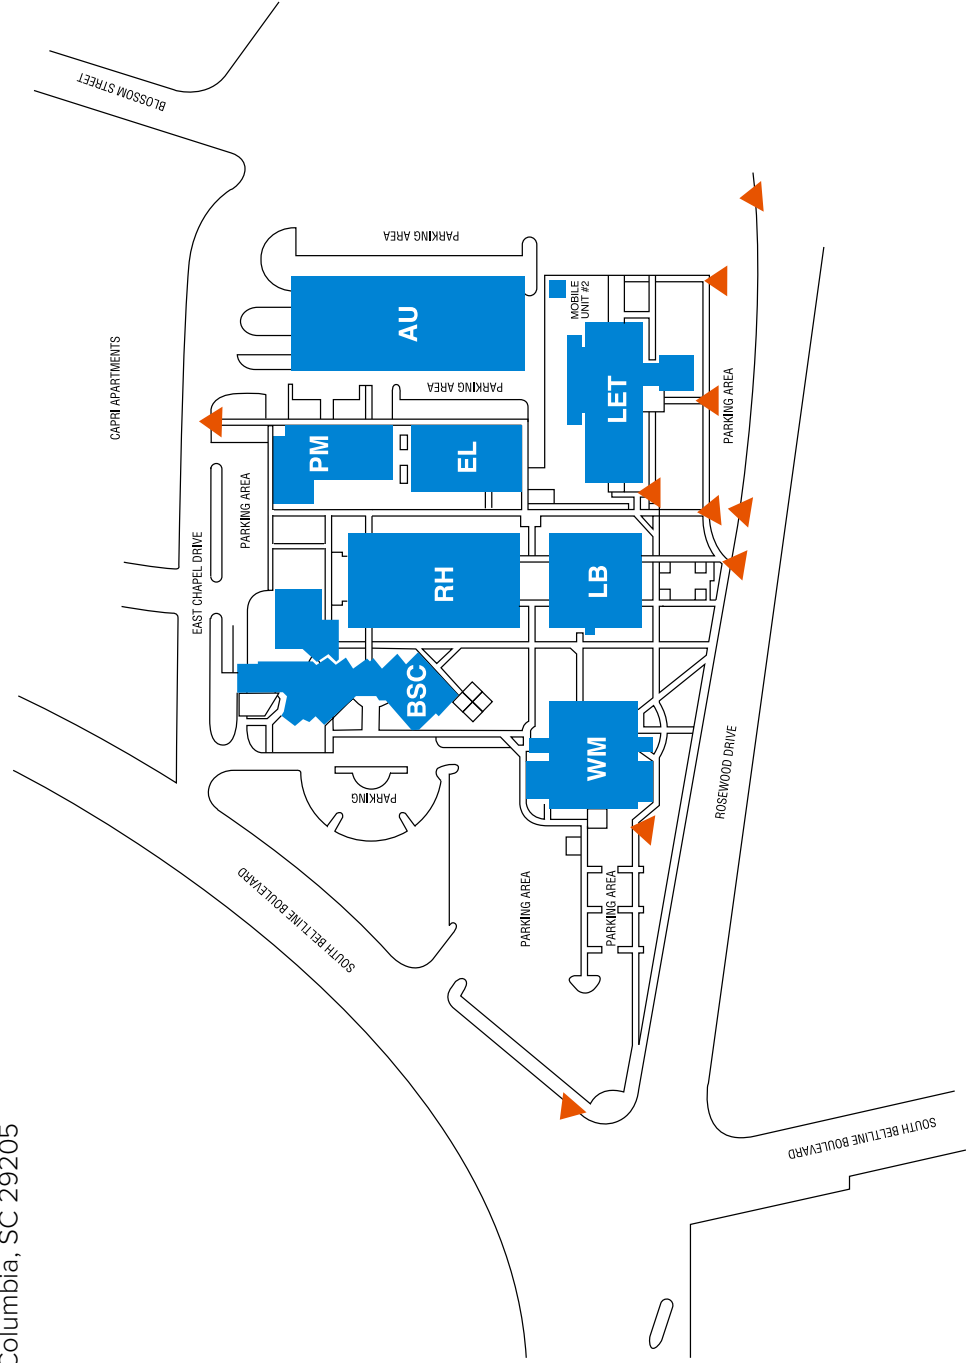 BLOSSOM STREET
CAPRI APARTMENTS
EAST CHAPEL DRIVE
PARKING AREA
PARKING AREA
AU
PARKING AREA
MOBILE
UNIT #2
PM
EL
LET
PARKING AREA
RH
LB
BSC
WM
PARKING
PARKING AREA
PARKING AREA
ROSEWOOD DRIVE
SOUTH BELTLINE BOULEVARD
SOUTH BELTLINE BOULEVARD
Columbia, SC 29205